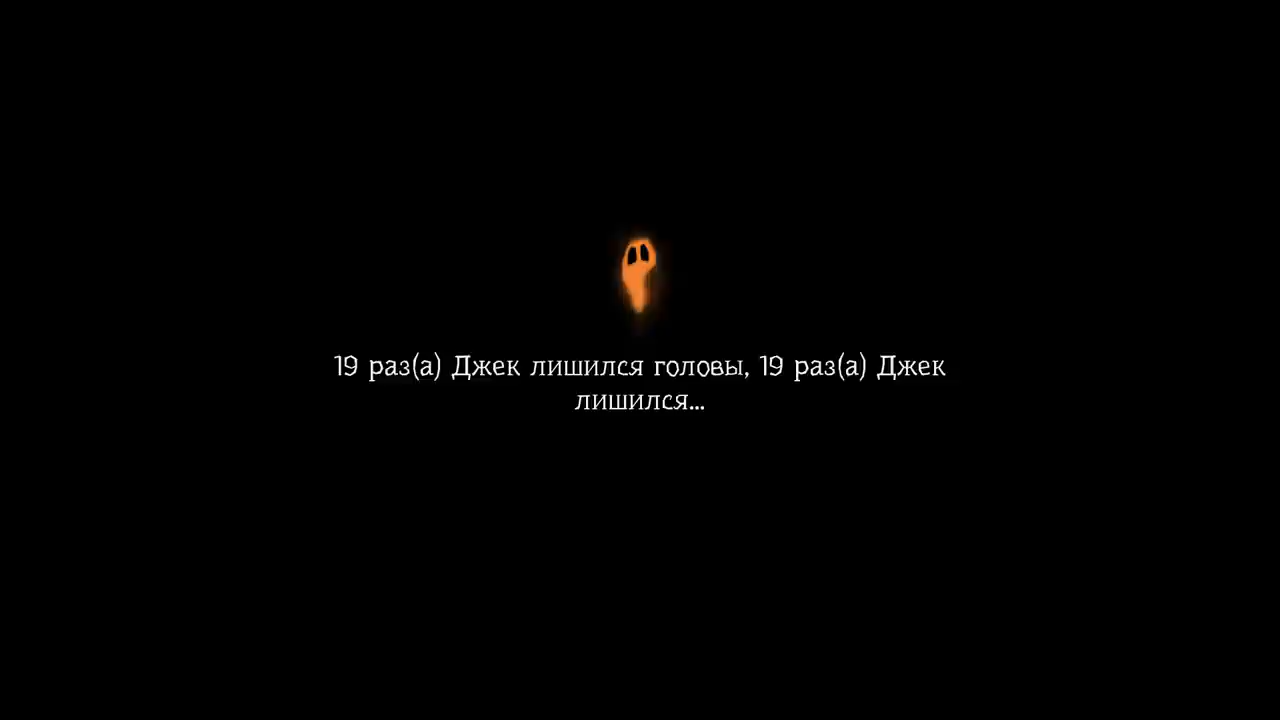 19 раз(а) Джек лишился головы, 19 раз(а) Джек
лишился...